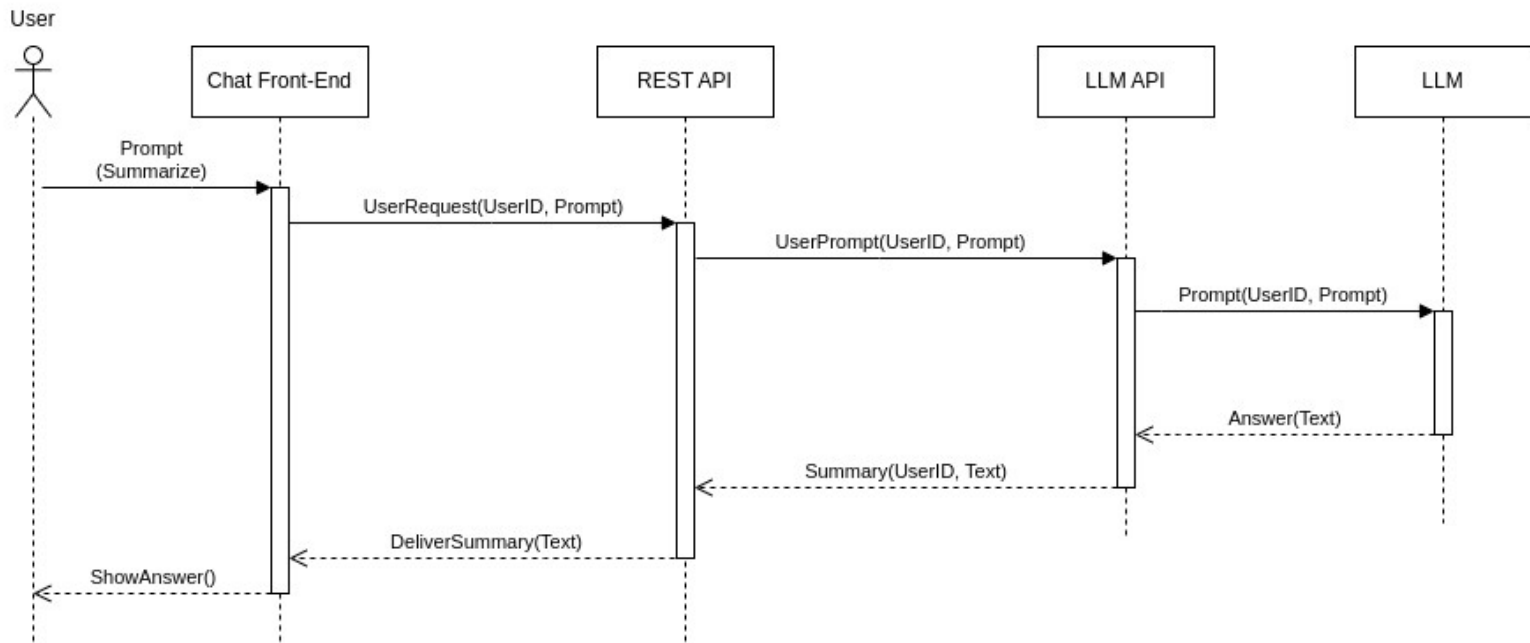 User
Chat Front-End
REST API
LLM API
LLM
Prompt
(Summarize)
UserRequest(UserID, Prompt)
UserPrompt(UserID, Prompt)
Prompt(UserID, Prompt)
Answer(Text)
Summary(UserID, Text)
DeliverSummary(Text)
ShowAnswer()